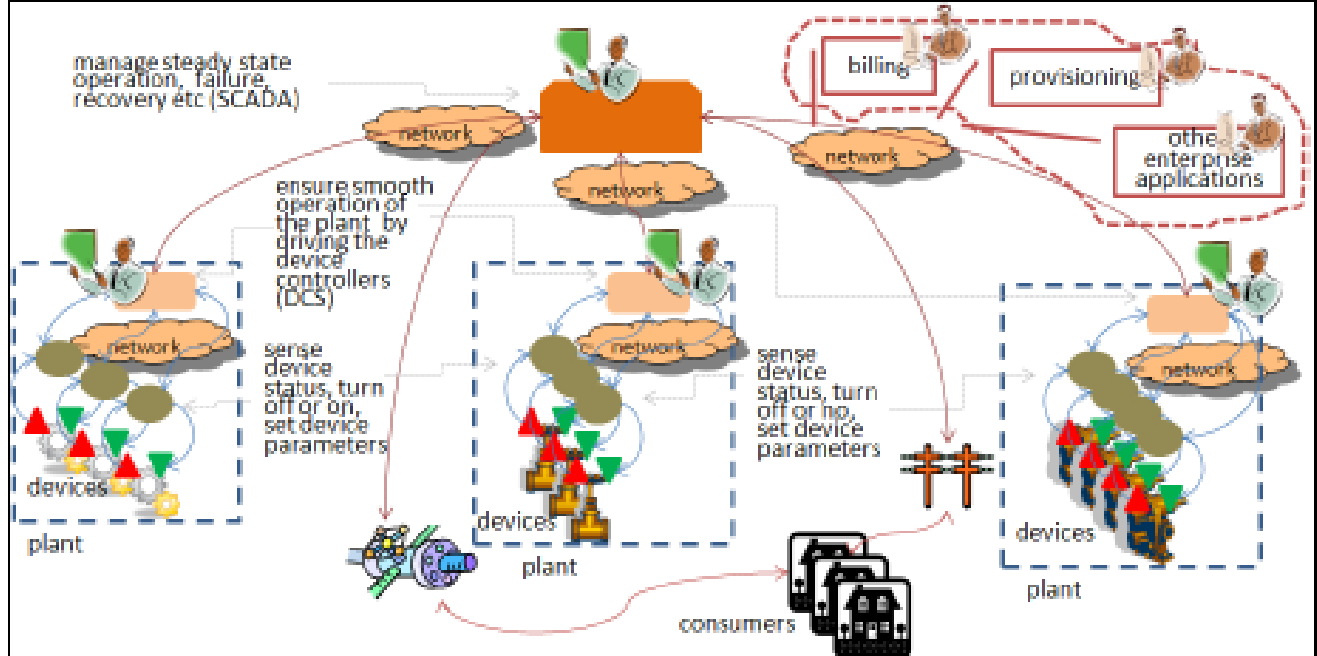 manage steady state
operation, failure,
recovery etc (SCADA)
network
network
network
billing
provisioning
othe
enterprise
applications
ensure smooth
operation of
the plant by
driving the
device
controllers
(DCS)
network
sense
device
status, turn
off or on,
set device
parameters
devices
plant
network
sense
device
status, turn
off or no,
set device
parameters
devices
plant
network
devices
plant
consumers